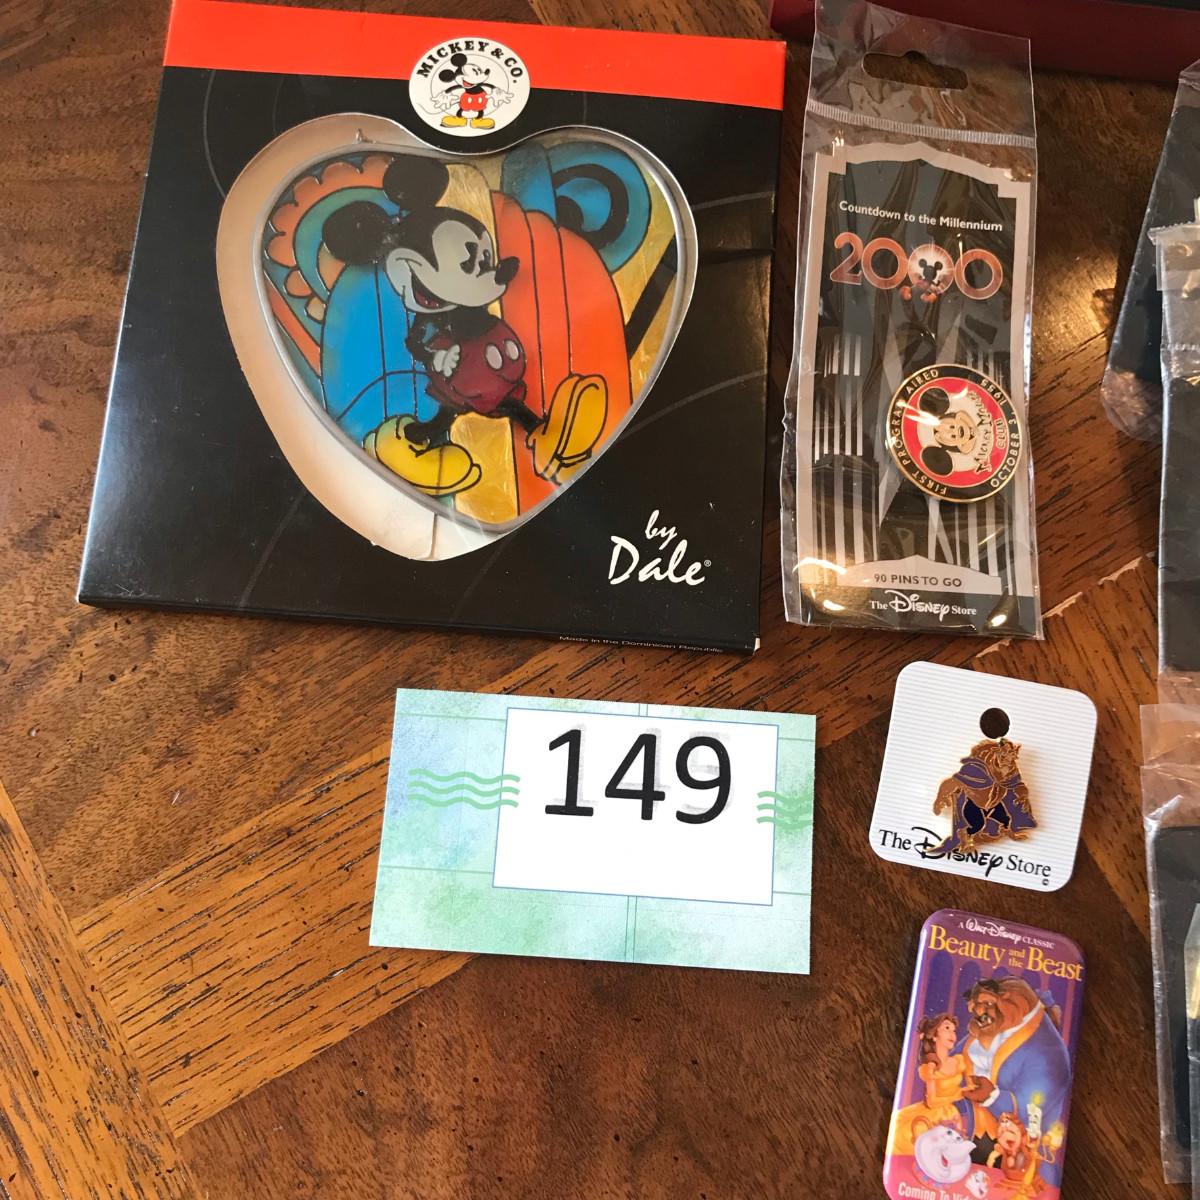 MICKEY & CO.
by
Dale®
Made in the Dominican Republic
Countdown to the Millennium
2000
FIRST PROGRAM AIRED
OCTOBER 3, 1955
MICKEY MOUSE
CLUB
90 PINS TO GO
The Disney Store
149
The Disney Store
©
A Walt Disney CLASSIC
Beauty and the Beast
Coming To